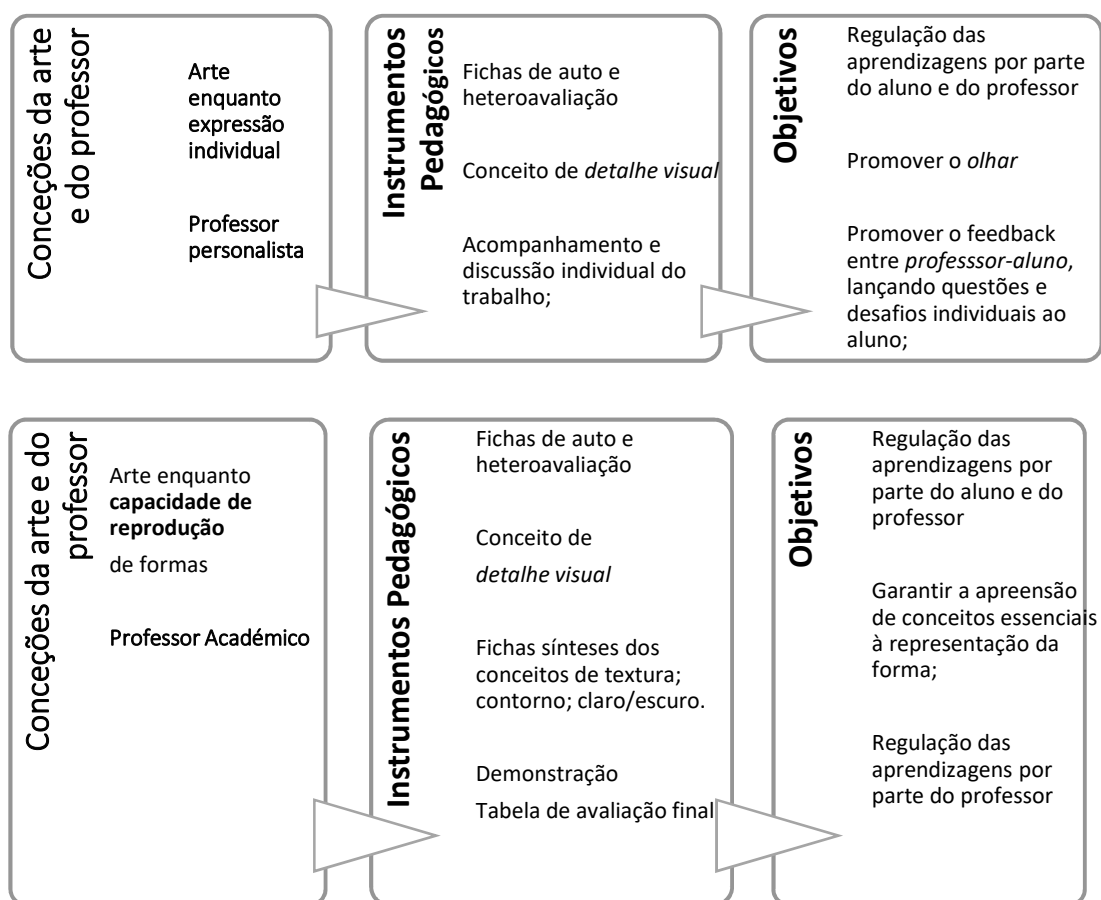 Conceções da arte
e do professor
Arte
enquanto
expressão
individual
Professor
personalista
Instrumentos
Pedagógicos
Fichas de auto e
heteroavaliação
Conceito de detalhe visual
Acompanhamento e
discussão individual do
trabalho;
Objetivos
Regulação das
aprendizagens por parte
do aluno e do professor
Promover o olhar
Promover o feedback
entre professsor-aluno,
lançando questões e
desafios individuais ao
aluno;
Conceções da arte e do
professor
Arte enquanto
capacidade de
reprodução
de formas
Professor Académico
Instrumentos Pedagógicos
Fichas de auto e
heteroavaliação
Conceito de
detalhe visual
Fichas sínteses dos
conceitos de textura;
contorno; claro/escuro.
Demonstração
Tabela de avaliação final
Objetivos
Regulação das
aprendizagens por
parte do aluno e do
professor
Garantir a apreensão
de conceitos essenciais
à representação da
forma;
Regulação das
aprendizagens por
parte do professor